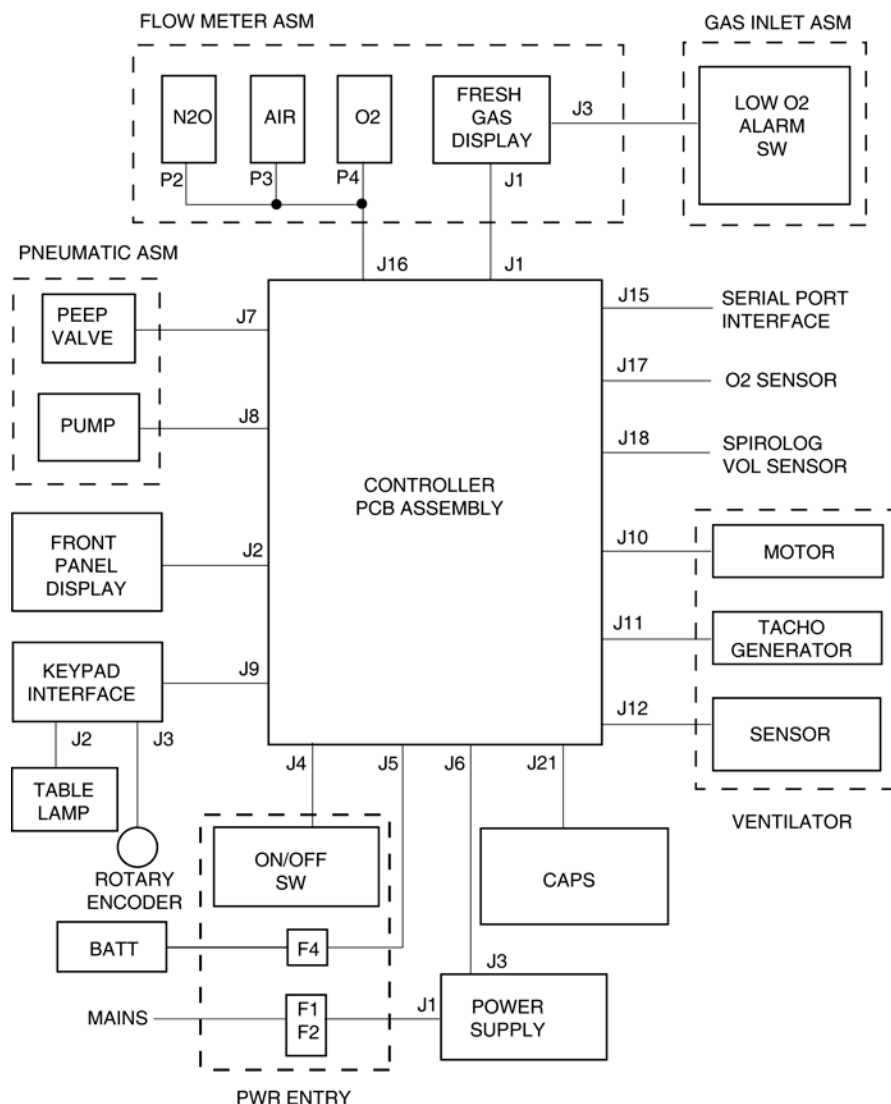 FLOW METER ASM
GAS INLET ASM
N2O
AIR
O2
FRESH
GAS
DISPLAY
J3
LOW O2
ALARM
SW
P2
P3
P4
J1
J16
J1
PNEUMATIC ASM
PEEP
VALVE
J7
PUMP
J8
J15
SERIAL PORT
INTERFACE
J17
O2 SENSOR
J18
SPIROLOG
VOL SENSOR
CONTROLLER
PCB ASSEMBLY
FRONT
PANEL
DISPLAY
J2
J10
MOTOR
J11
TACHO
GENERATOR
KEYPAD
INTERFACE
J9
J12
SENSOR
J2
J3
J4
J5
J6
J21
TABLE
LAMP
VENTILATOR
ROTARY
ENCODER
ON/OFF
SW
CAPS
BATT
F4
J3
MAINS
F1
F2
J1
POWER
SUPPLY
PWR ENTRY